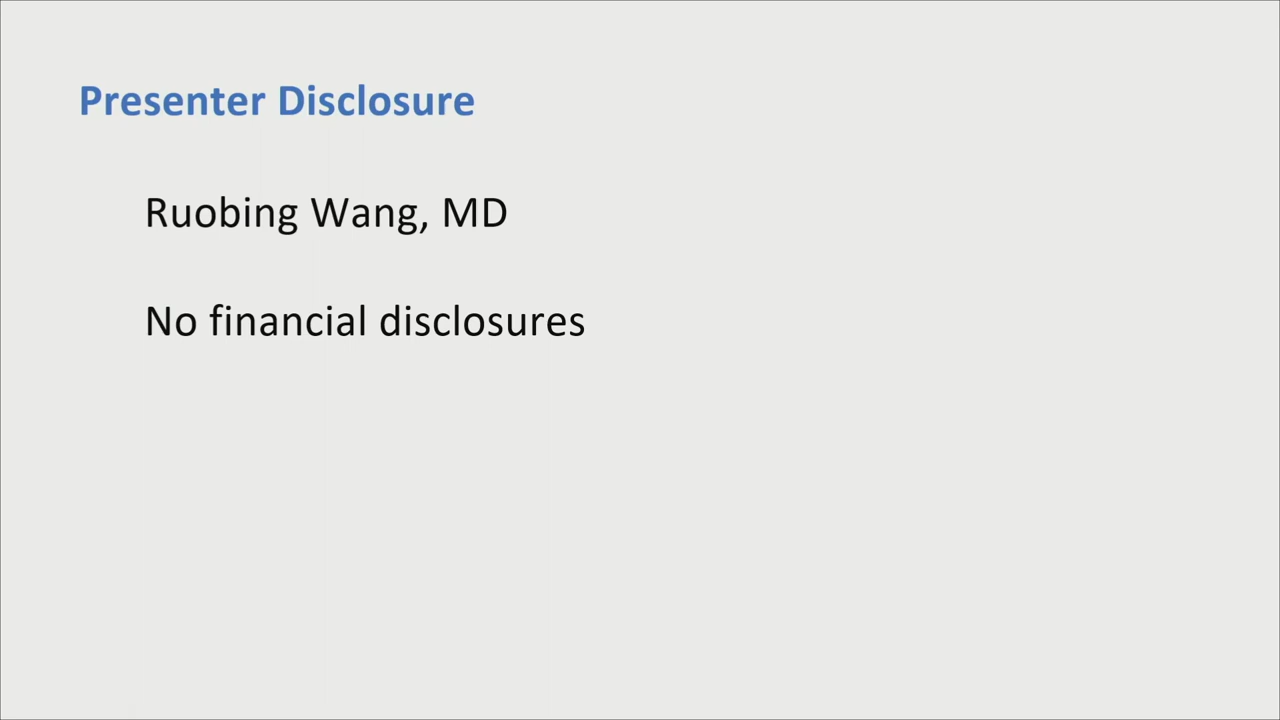 Presenter Disclosure
Ruobing Wang, MD
No financial disclosures